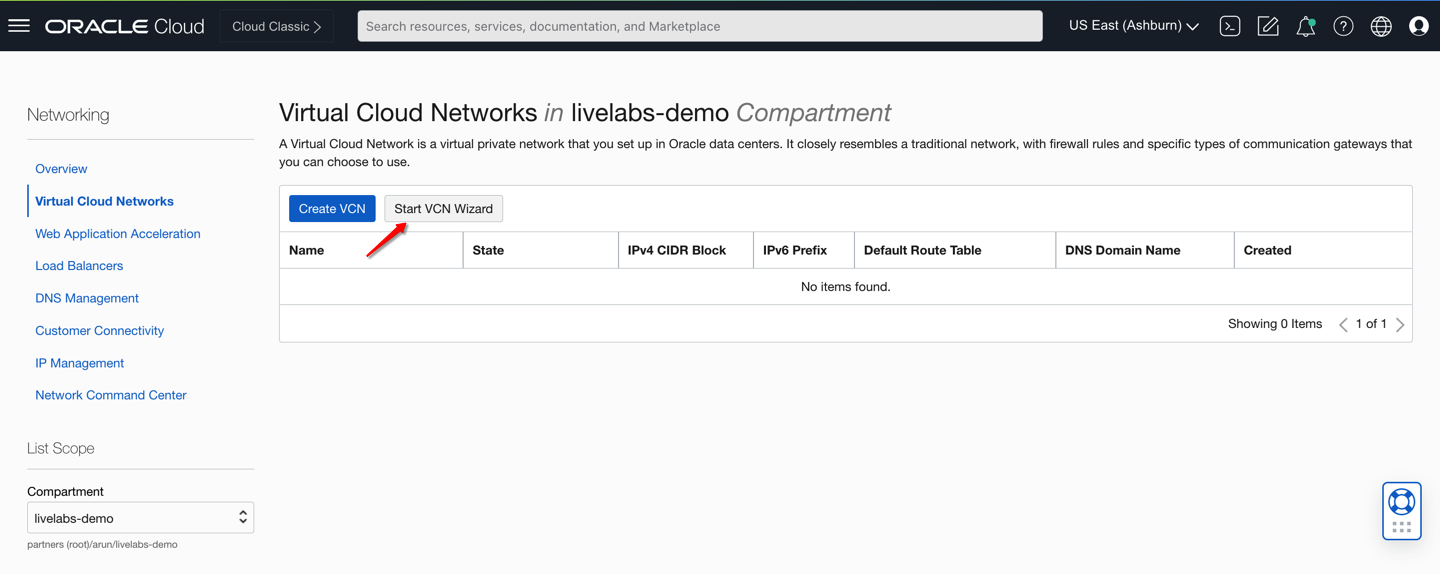 ORACLE Cloud
Cloud Classic
Search resources, services, documentation, and Marketplace
US East (Ashburn)
Networking
Overview
Virtual Cloud Networks
Web Application Acceleration
Load Balancers
DNS Management
Customer Connectivity
IP Management
Network Command Center
List Scope
Compartment
livelabs-demo
partners (root)/arun/livelabs-demo
Virtual Cloud Networks in livelabs-demo Compartment
A Virtual Cloud Network is a virtual private network that you set up in Oracle data centers. It closely resembles a traditional network, with firewall rules and specific types of communication gateways that
you can choose to use.
Create VCN
Start VCN Wizard
Name State IPv4 CIDR Block IPv6 Prefix Default Route Table DNS Domain Name Created
No items found.
Showing 0 Items 1 of 1